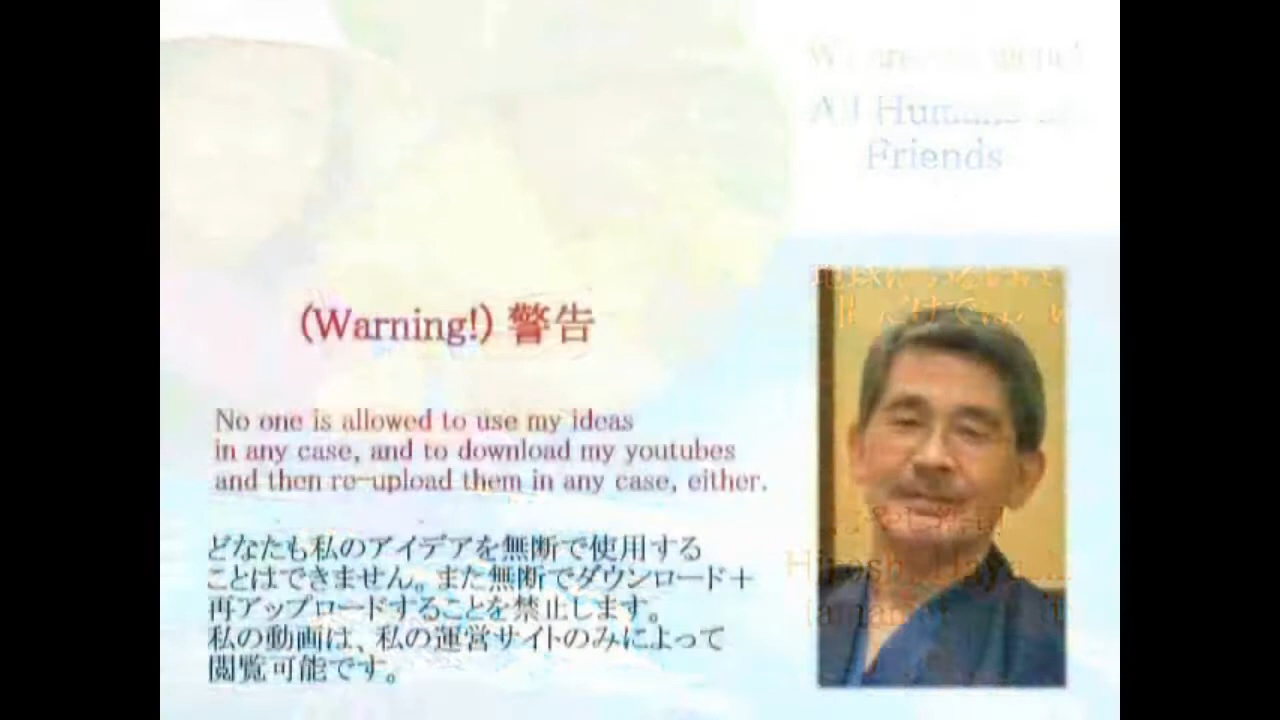 All Humans
Friends
(Warning!) 警告
No one is allowed to use my ideas
in any case, and to download my youtubes
and then re-upload them in any case, either.
どなたも私のアイデアを無断で使用する
ことはできません。また無断でダウンロード＋
再アップロードすることを禁止します。
私の動画は、私の運営サイトのみによって
閲覧可能です。